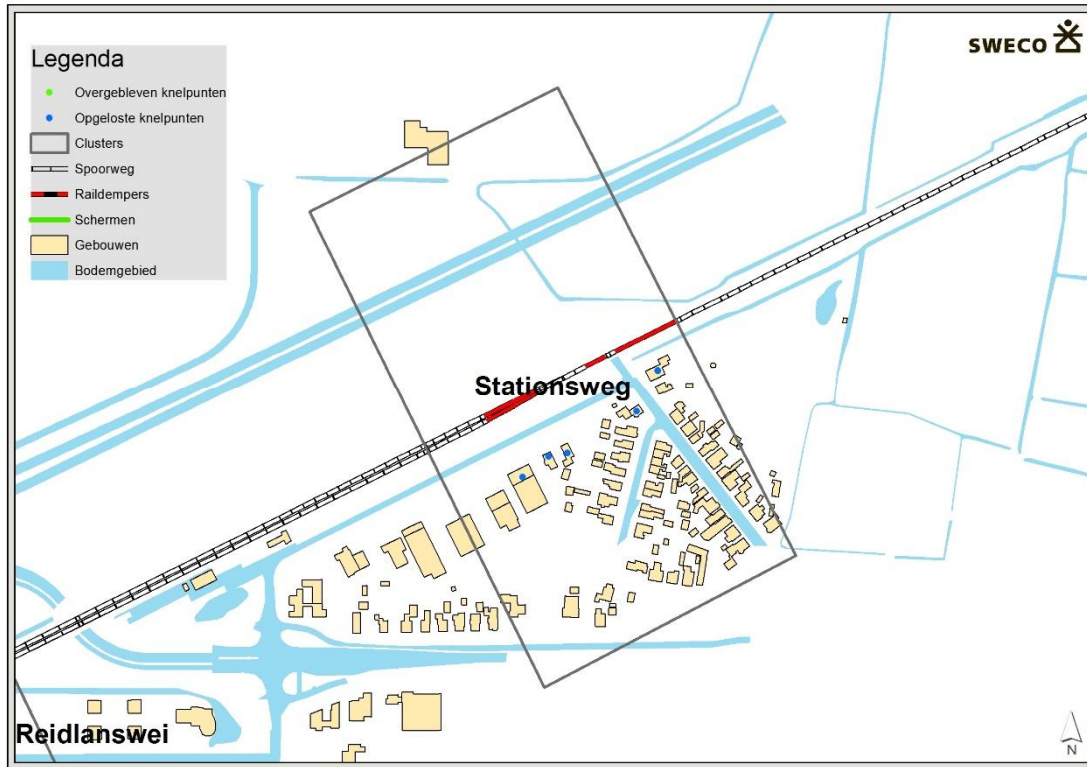 SWECO
Legenda
Overgebleven knelpunten
Opgeloste knelpunten
Clusters
Spoorweg
Raildempers
Schermen
Gebouwen
Bodemgebied
Stationsweg
Reidlanswei
N